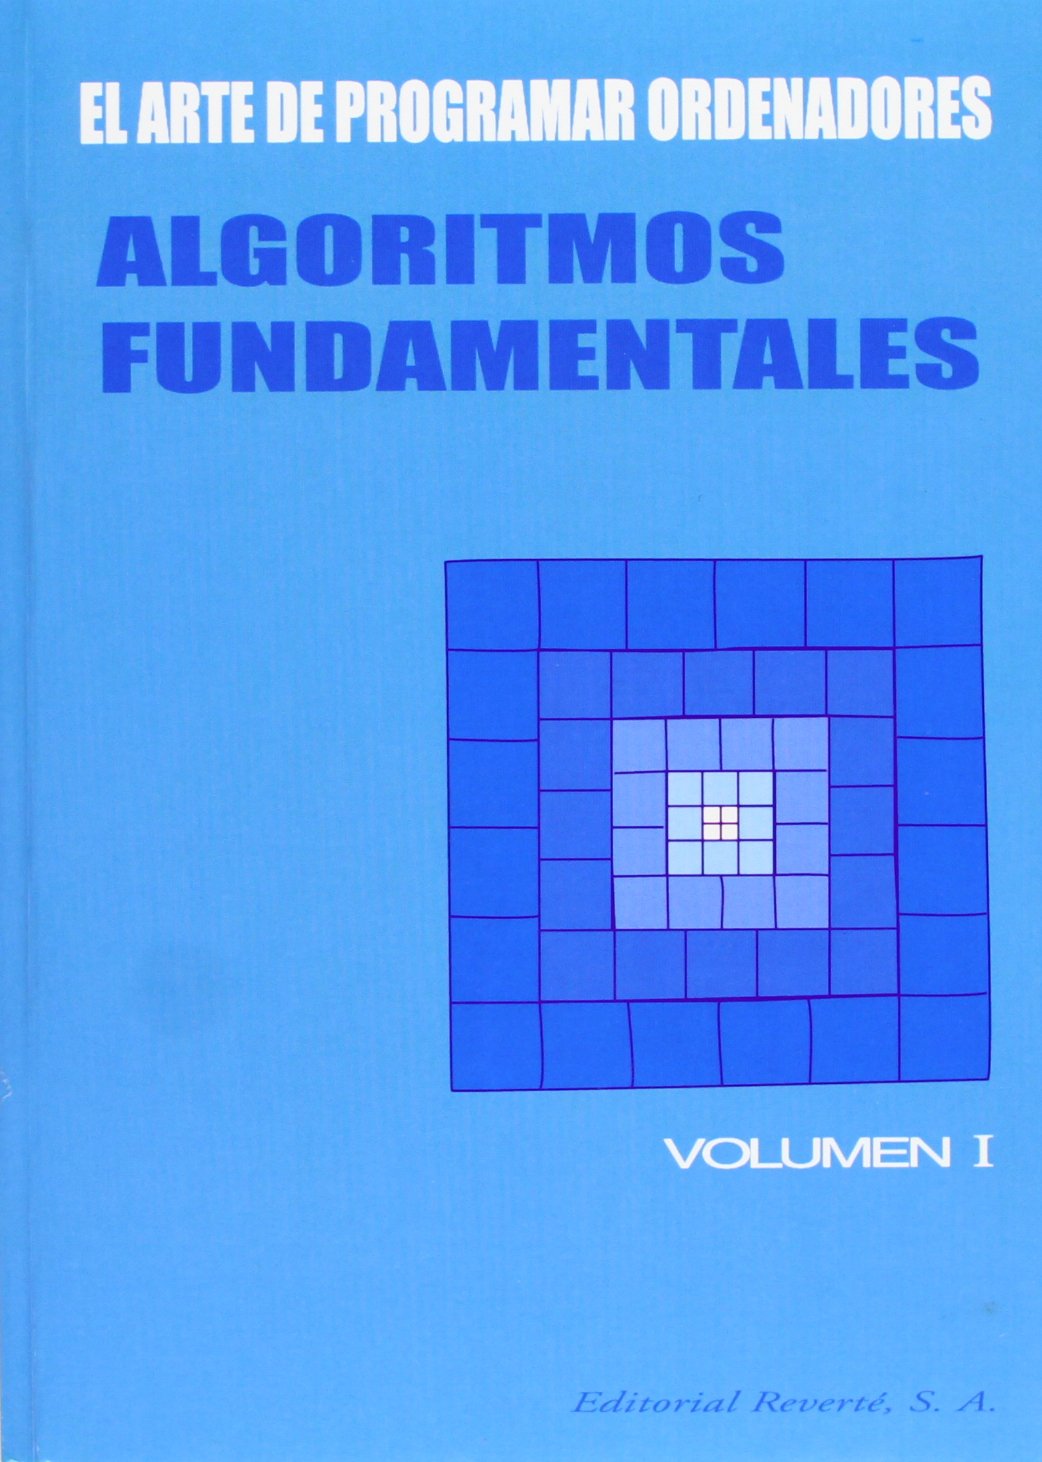 EL ARTE DE PROGRAMAR ORDENADORES
ALGORITMOS
FUNDAMENTALES
VOLUMEN I
Editorial Reverté, S. A.